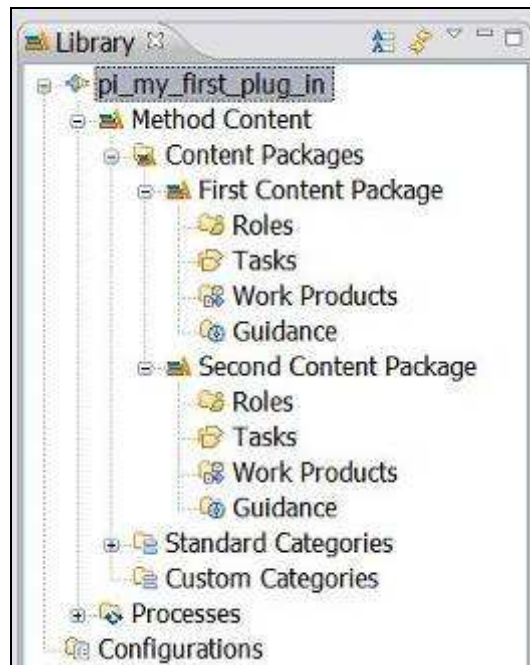 Library
pi_my_first_plug_in
Method Content
Content Packages
First Content Package
Roles
Tasks
Work Products
Guidance
Second Content Package
Roles
Tasks
Work Products
Guidance
Standard Categories
Custom Categories
Processes
Configurations